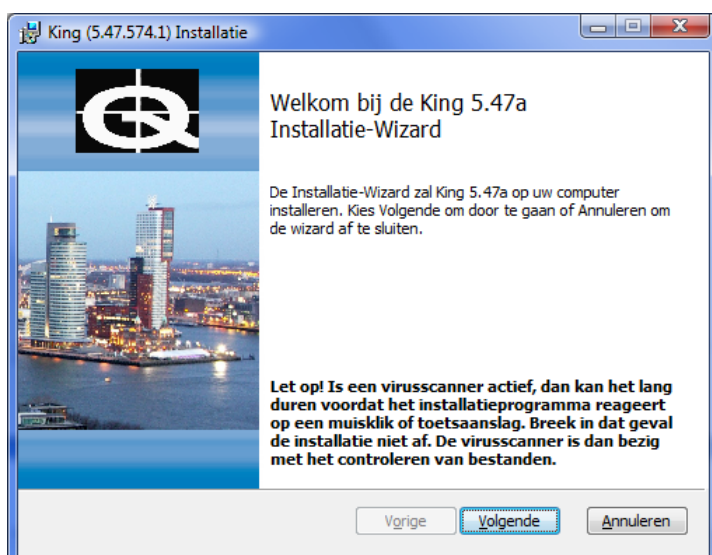 King (5.47.574.1) Installatie
Welkom bij de King 5.47a
Installatie-Wizard
De Installatie-Wizard zal King 5.47a op uw computer
installeren. Kies Volgende om door te gaan of Annuleren om
de wizard af te sluiten.
Let op! Is een virusscanner actief, dan kan het lang
duren voordat het installatieprogramma reageert
op een muisklik of toetsaanslag. Breek in dat geval
de installatie niet af. De virusscanner is dan bezig
met het controleren van bestanden.
Vorige Volgende Annuleren